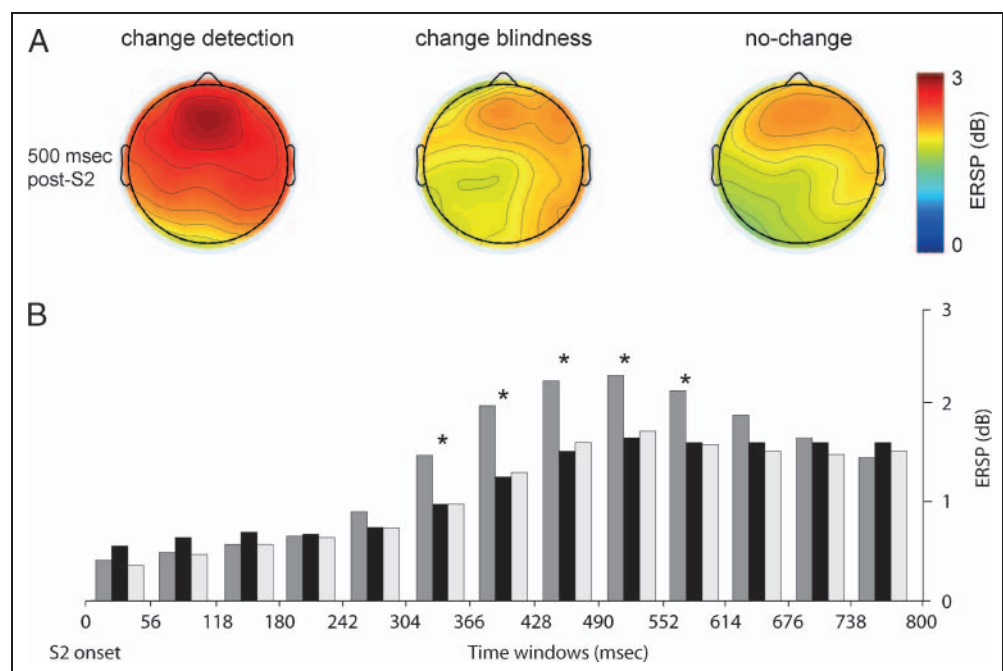 A
change detection
change blindness
no-change
500 msec
post-S2
3
0
ERSP (dB)
B
*
*
*
*
*
3
2
1
0
ERSP (dB)
0 56 118 180 242 304 366 428 490 552 614 676 738 800
S2 onset
Time windows (msec)